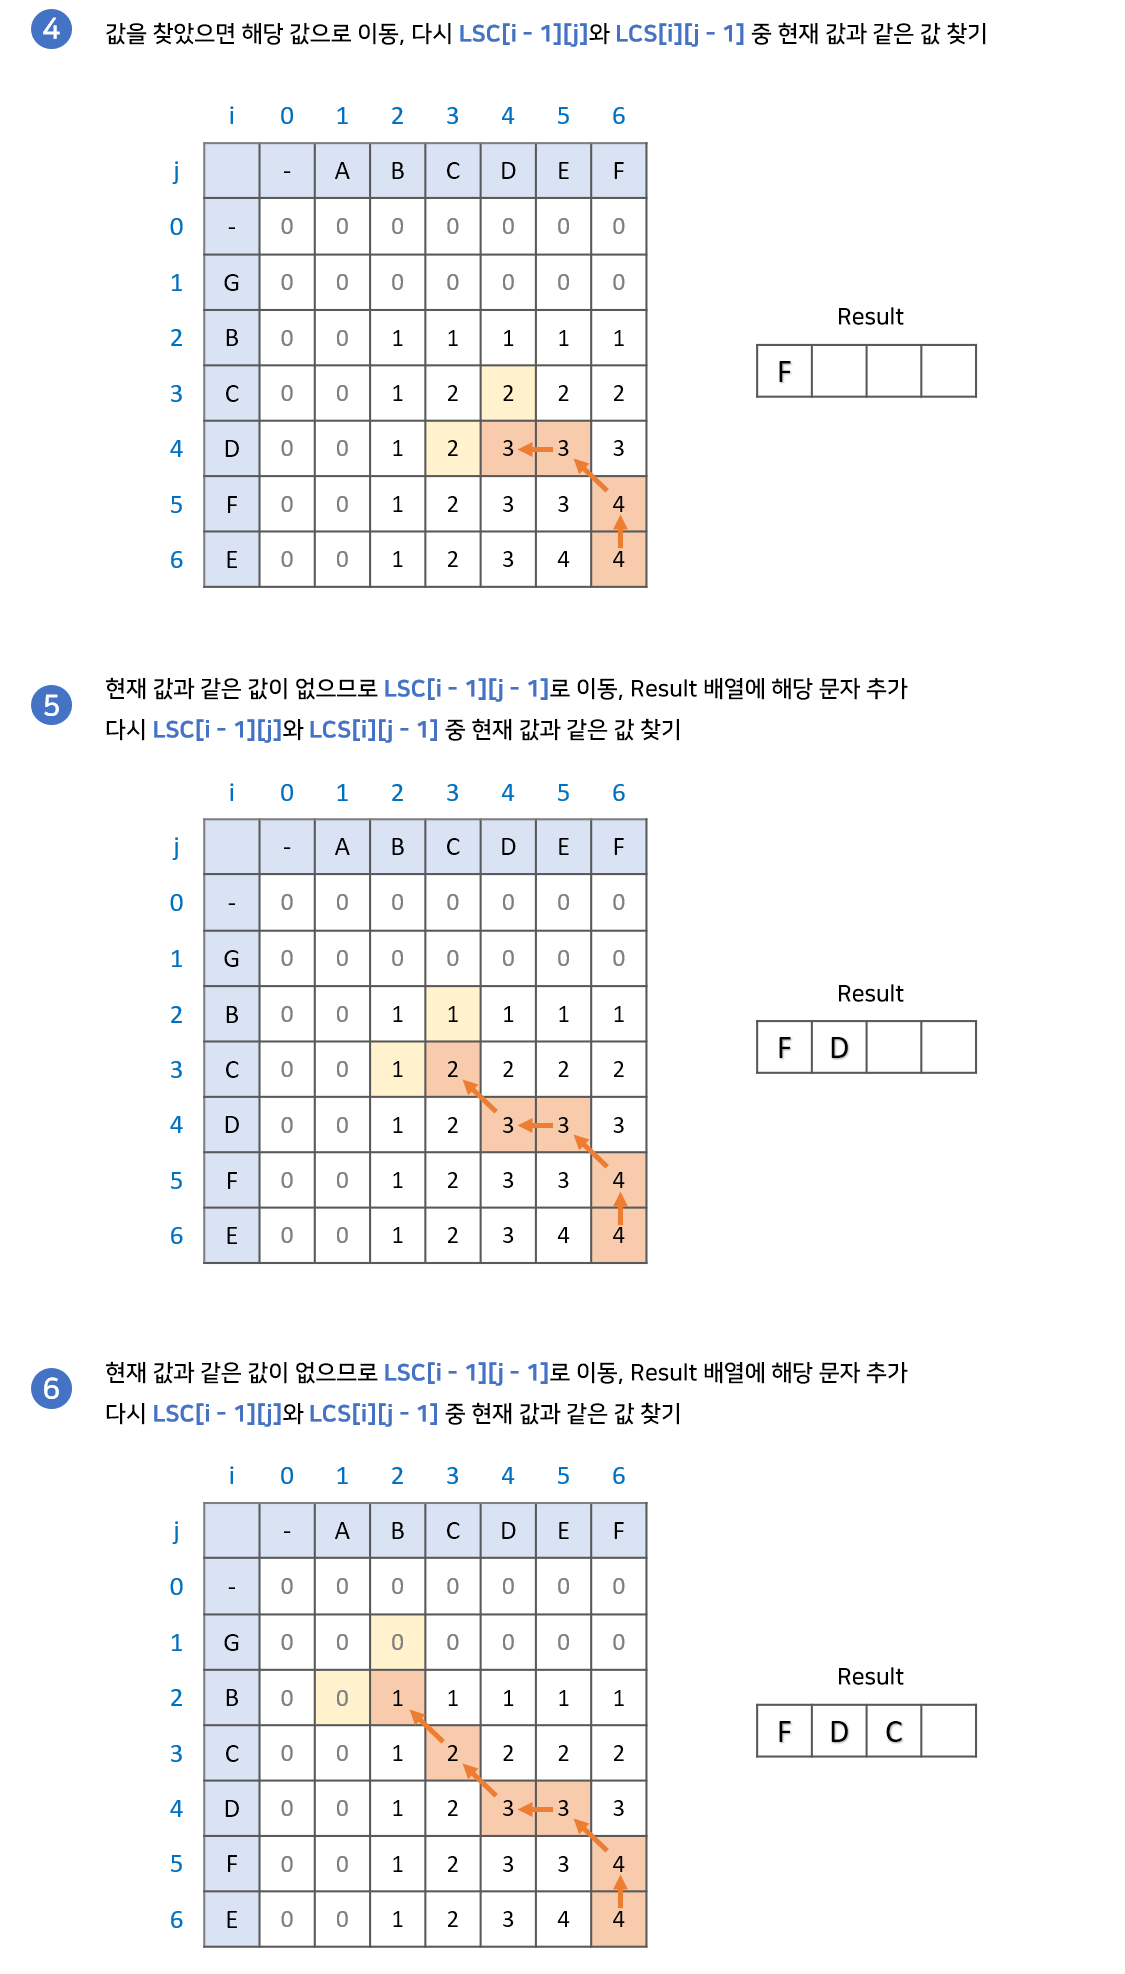 4 값을 찾았으면 해당 값으로 이동, 다시 LSC[i - 1][j]와 LCS[i][j - 1] 중 현재 값과 같은 값 찾기
i 0 1 2 3 4 5 6
j - A B C D E F
0 - 0 0 0 0 0 0 0
1 G 0 0 0 0 0 0 0
2 B 0 0 1 1 1 1 1
3 C 0 0 1 2 2 2 2
4 D 0 0 1 2 3 3 3
5 F 0 0 1 2 3 3 4
6 E 0 0 1 2 3 4 4
Result
F
5 현재 값과 같은 값이 없으므로 LSC[i - 1][j - 1]로 이동, Result 배열에 해당 문자 추가
다시 LSC[i - 1][j]와 LCS[i][j - 1] 중 현재 값과 같은 값 찾기
i 0 1 2 3 4 5 6
j - A B C D E F
0 - 0 0 0 0 0 0 0
1 G 0 0 0 0 0 0 0
2 B 0 0 1 1 1 1 1
3 C 0 0 1 2 2 2 2
4 D 0 0 1 2 3 3 3
5 F 0 0 1 2 3 3 4
6 E 0 0 1 2 3 4 4
Result
F D
6 현재 값과 같은 값이 없으므로 LSC[i - 1][j - 1]로 이동, Result 배열에 해당 문자 추가
다시 LSC[i - 1][j]와 LCS[i][j - 1] 중 현재 값과 같은 값 찾기
i 0 1 2 3 4 5 6
j - A B C D E F
0 - 0 0 0 0 0 0 0
1 G 0 0 0 0 0 0 0
2 B 0 0 1 1 1 1 1
3 C 0 0 1 2 2 2 2
4 D 0 0 1 2 3 3 3
5 F 0 0 1 2 3 3 4
6 E 0 0 1 2 3 4 4
Result
F D C